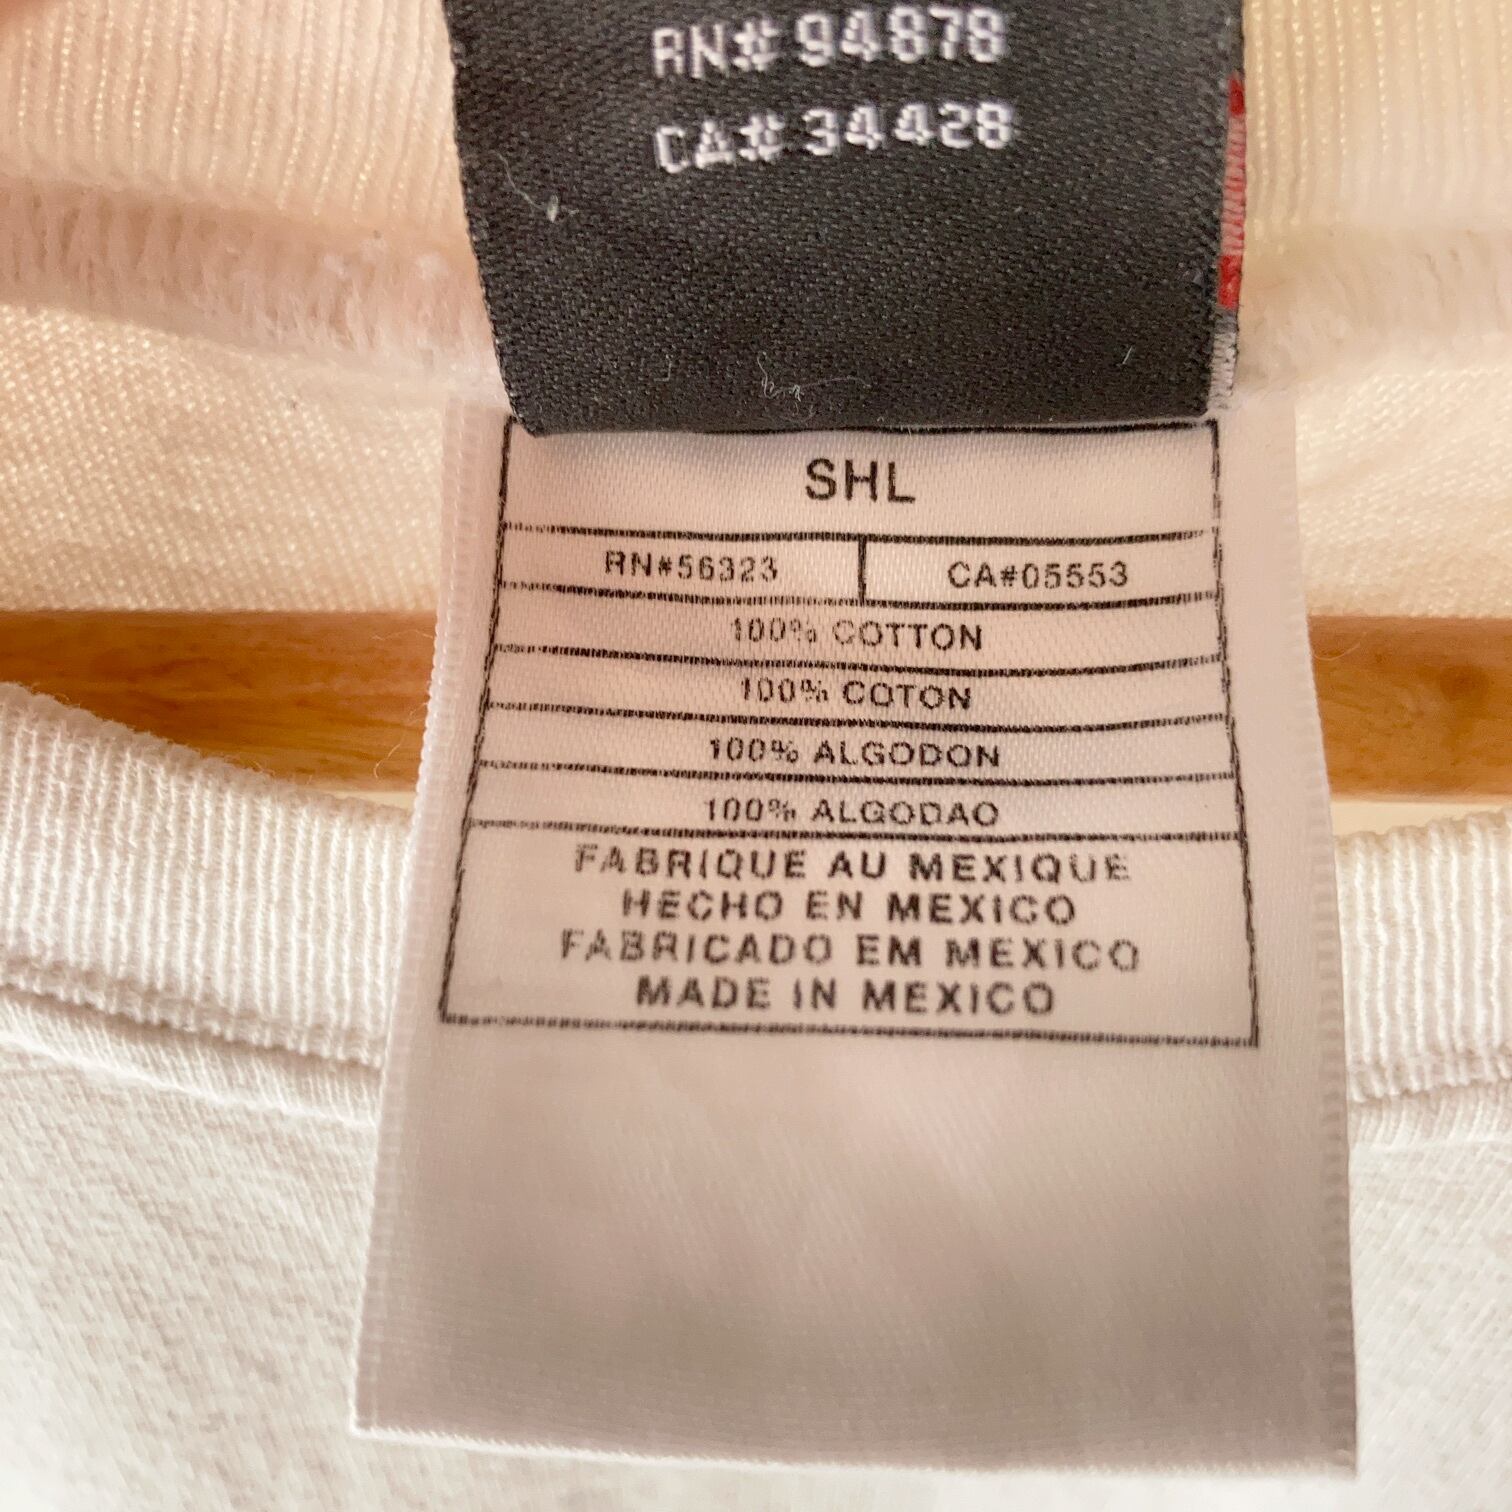 RN# 94878
CA# 34428
SHL
RN#56323 CA#05553
100% COTTON
100% COTON
100% ALGODON
100% ALGODAO
FABRIQUE AU MEXIQUE
HECHO EN MEXICO
FABRICADO EM MEXICO
MADE IN MEXICO